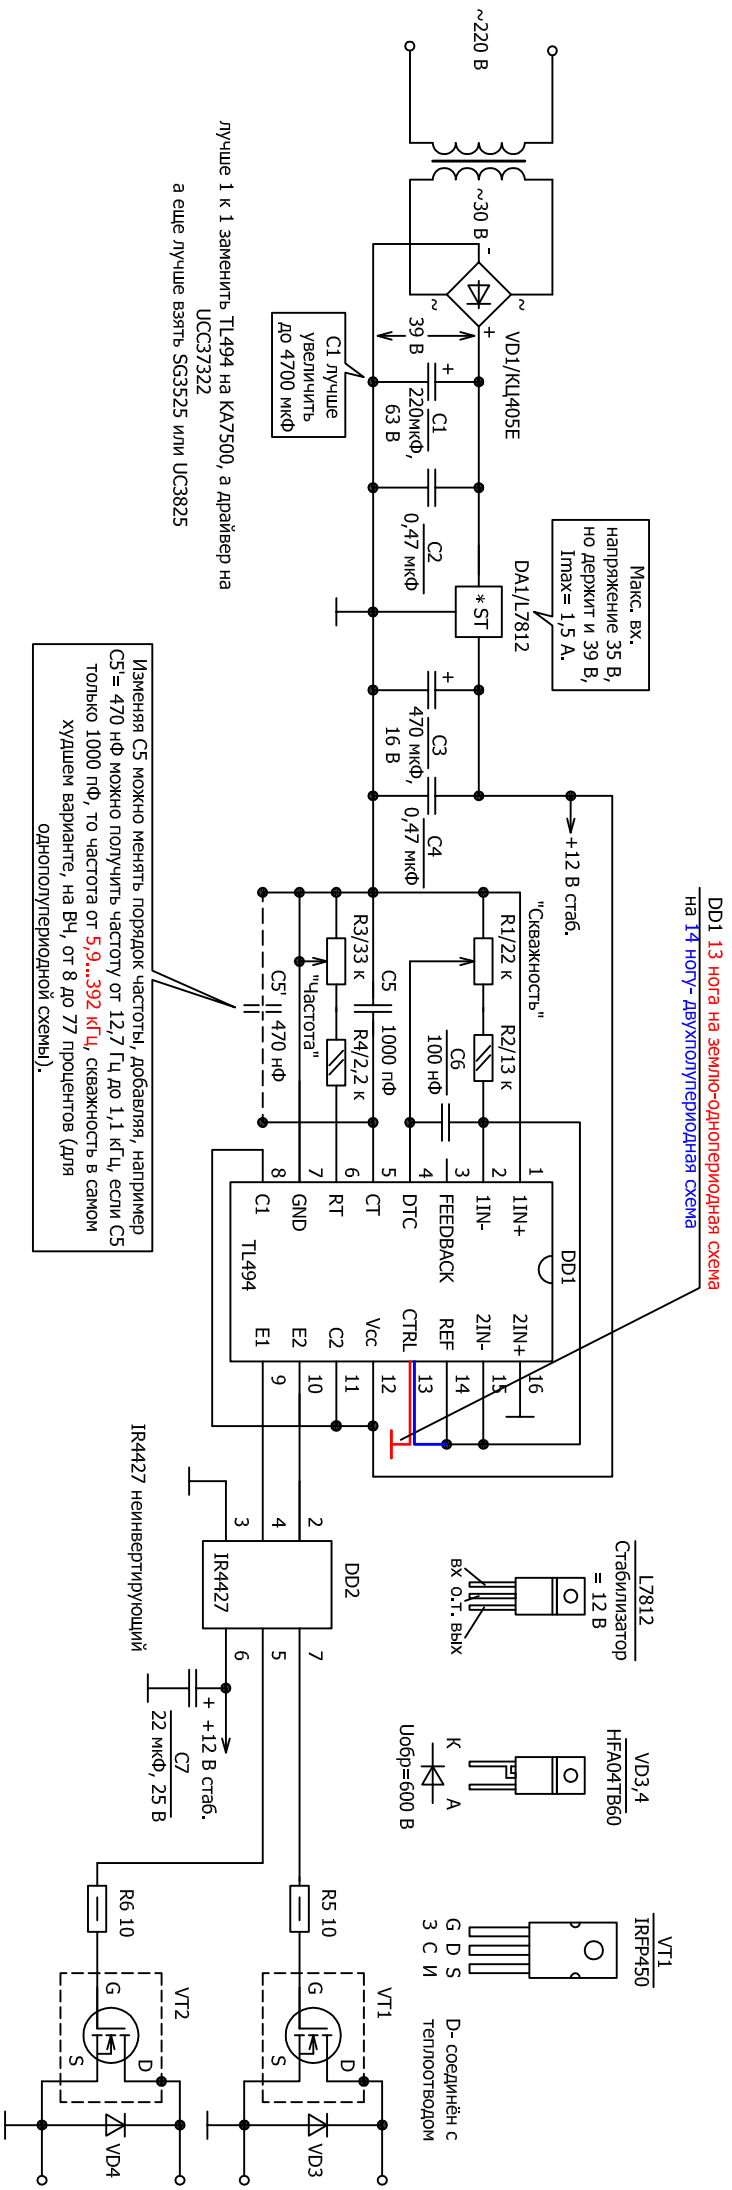 ~220 В
~30 В
-
~
~
+
VD1/КЦ405Е
39 В
+
C1
220мкФ,
63 В
C1 лучше
увеличить
до 4700 мкФ
C2
0,47 мкФ
Макс. вх.
напряжение 35 В,
но держит и 39 В,
Imax= 1,5 А.
DA1/L7812
* ST
+
C3
470 мкФ,
16 В
C4
0,47 мкФ
+12 В стаб.
лучше 1 к 1 заменить TL494 на KA7500, а драйвер на
UCC37322
а еще лучше взять SG3525 или UC3825
DD1 13 нога на землю-однопериодная схема
на 14 ногу- двухполупериодная схема
"Скважность"
R1/22 к
R2/13 к
C6
100 нФ
C5
1000 пФ
R3/33 к
R4/2,2 к
"Частота"
C5'
470 нФ
Изменяя C5 можно менять порядок частоты, добавляя, например
C5'= 470 нФ можно получить частоту от 12,7 Гц до 1,1 кГц, если C5
только 1000 пФ, то частота от 5,9...392 кГц, скважность в самом
худшем варианте, на ВЧ, от 8 до 77 процентов (для
однополупериодной схемы).
DD1
1 1IN+
2 1IN-
3 FEEDBACK
4 DTC
5 CT
6 RT
7 GND
8 C1
TL494
2IN+ 16
2IN- 15
REF 14
CTRL 13
Vcc 12
C2 11
E2 10
E1 9
DD2
2
4
3
IR4427
7
5
6
IR4427 неинвертирующий
+ +12 В стаб.
C7
22 мкФ, 25 В
L7812
Стабилизатор
= 12 В
вх о.т. вых
VD3,4
HFA04TB60
К А
Uобр=600 В
VT1
IRFP450
G D S
З С И
D- соединён с
теплоотводом
R5 10
R6 10
VT1
G
D
S
VD3
VT2
G
D
S
VD4